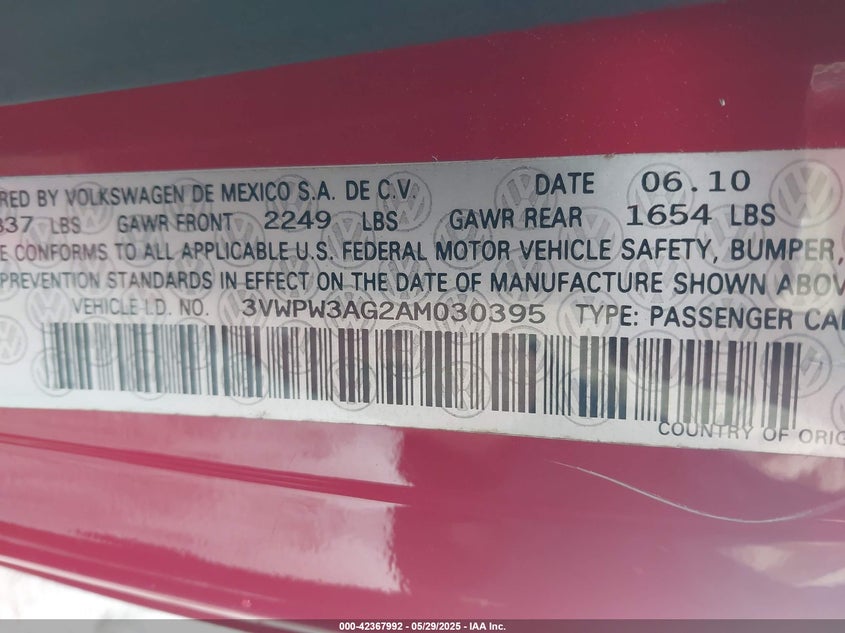 RED BY VOLKSWAGEN DE MEXICO S.A. DE C.V. DATE 06.10
837 LBS GAWR FRONT 2249 LBS GAWR REAR 1654 LBS
E CONFORMS TO ALL APPLICABLE U.S. FEDERAL MOTOR VEHICLE SAFETY, BUMPER,
PREVENTION STANDARDS IN EFFECT ON THE DATE OF MANUFACTURE SHOWN ABOV
VEHICLE-I.D. NO. 3VWPW3AG2AM030395 TYPE: PASSENGER CAR
COUNTRY OF ORIG
000-42367992 - 05/29/2025 - IAA Inc.